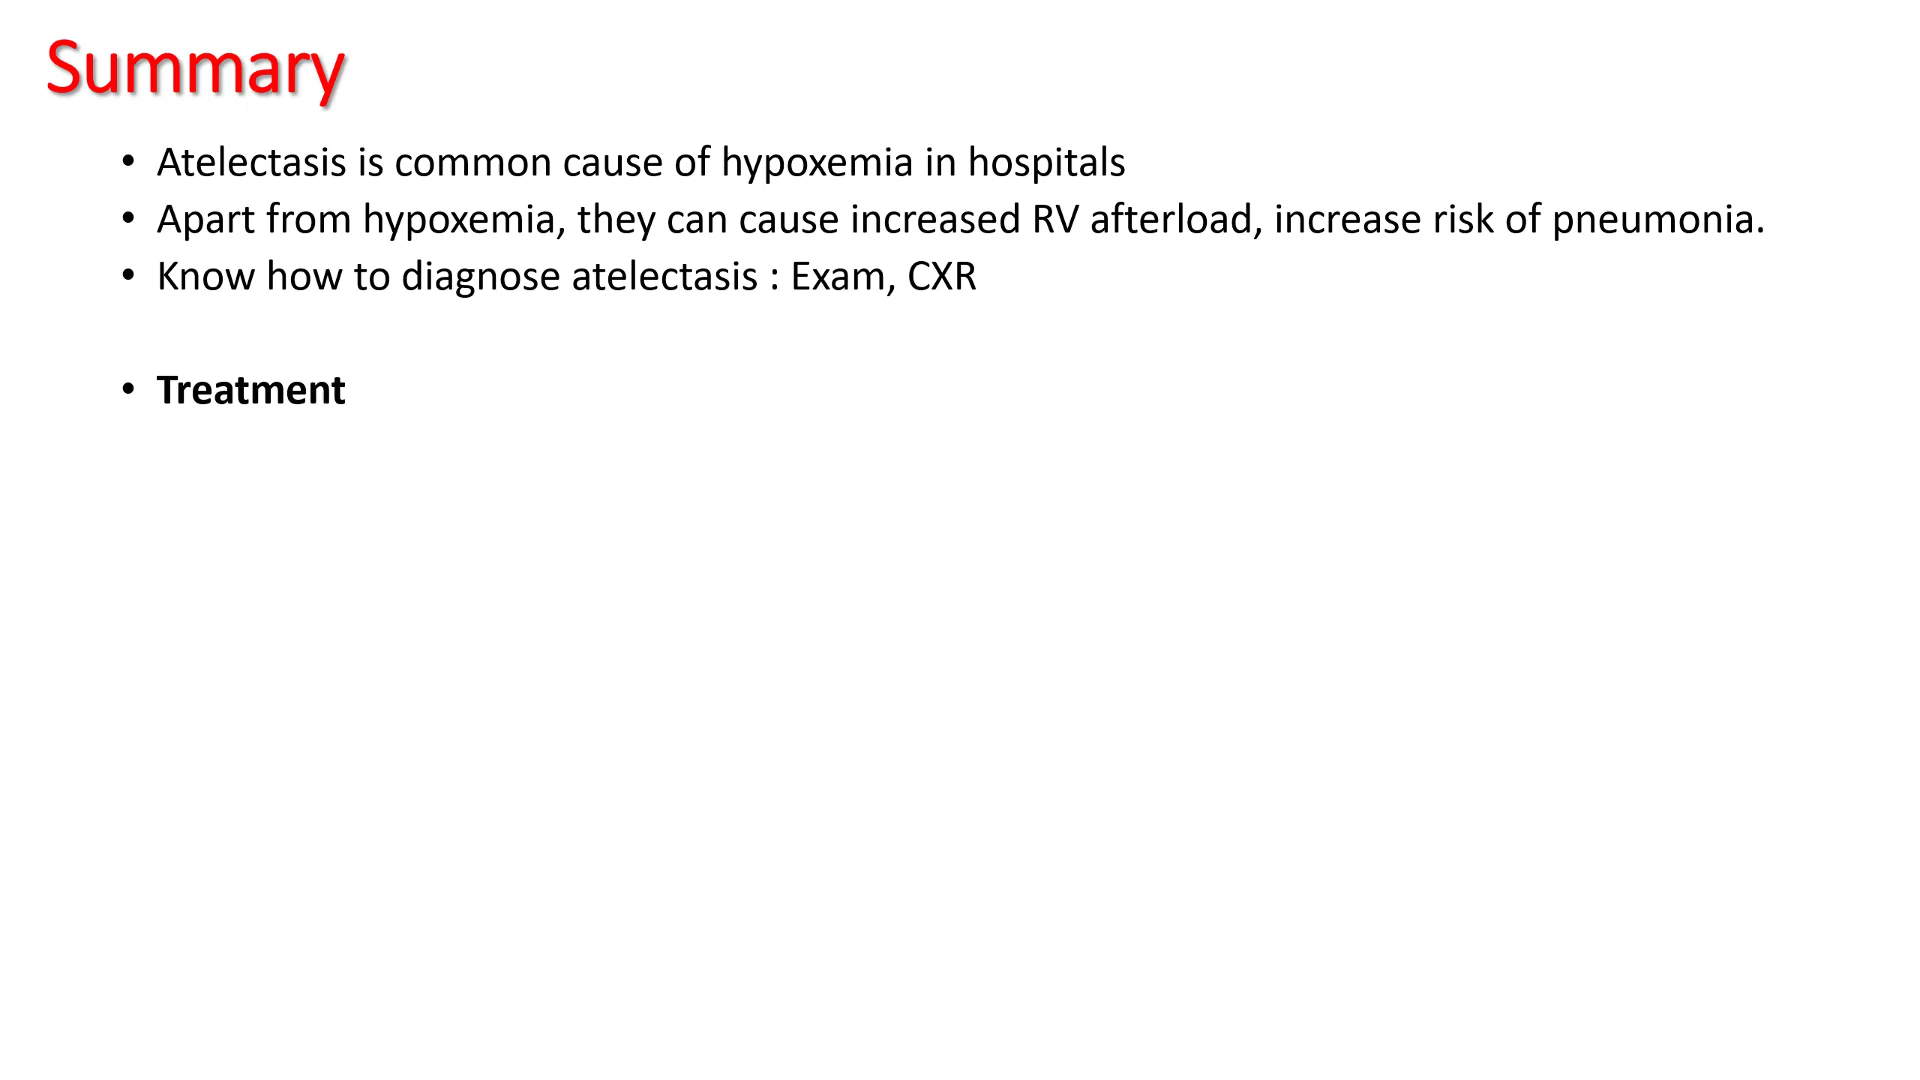 Summary
• Atelectasis is common cause of hypoxemia in hospitals
• Apart from hypoxemia, they can cause increased RV afterload, increase risk of pneumonia.
• Know how to diagnose atelectasis : Exam, CXR
• Treatment